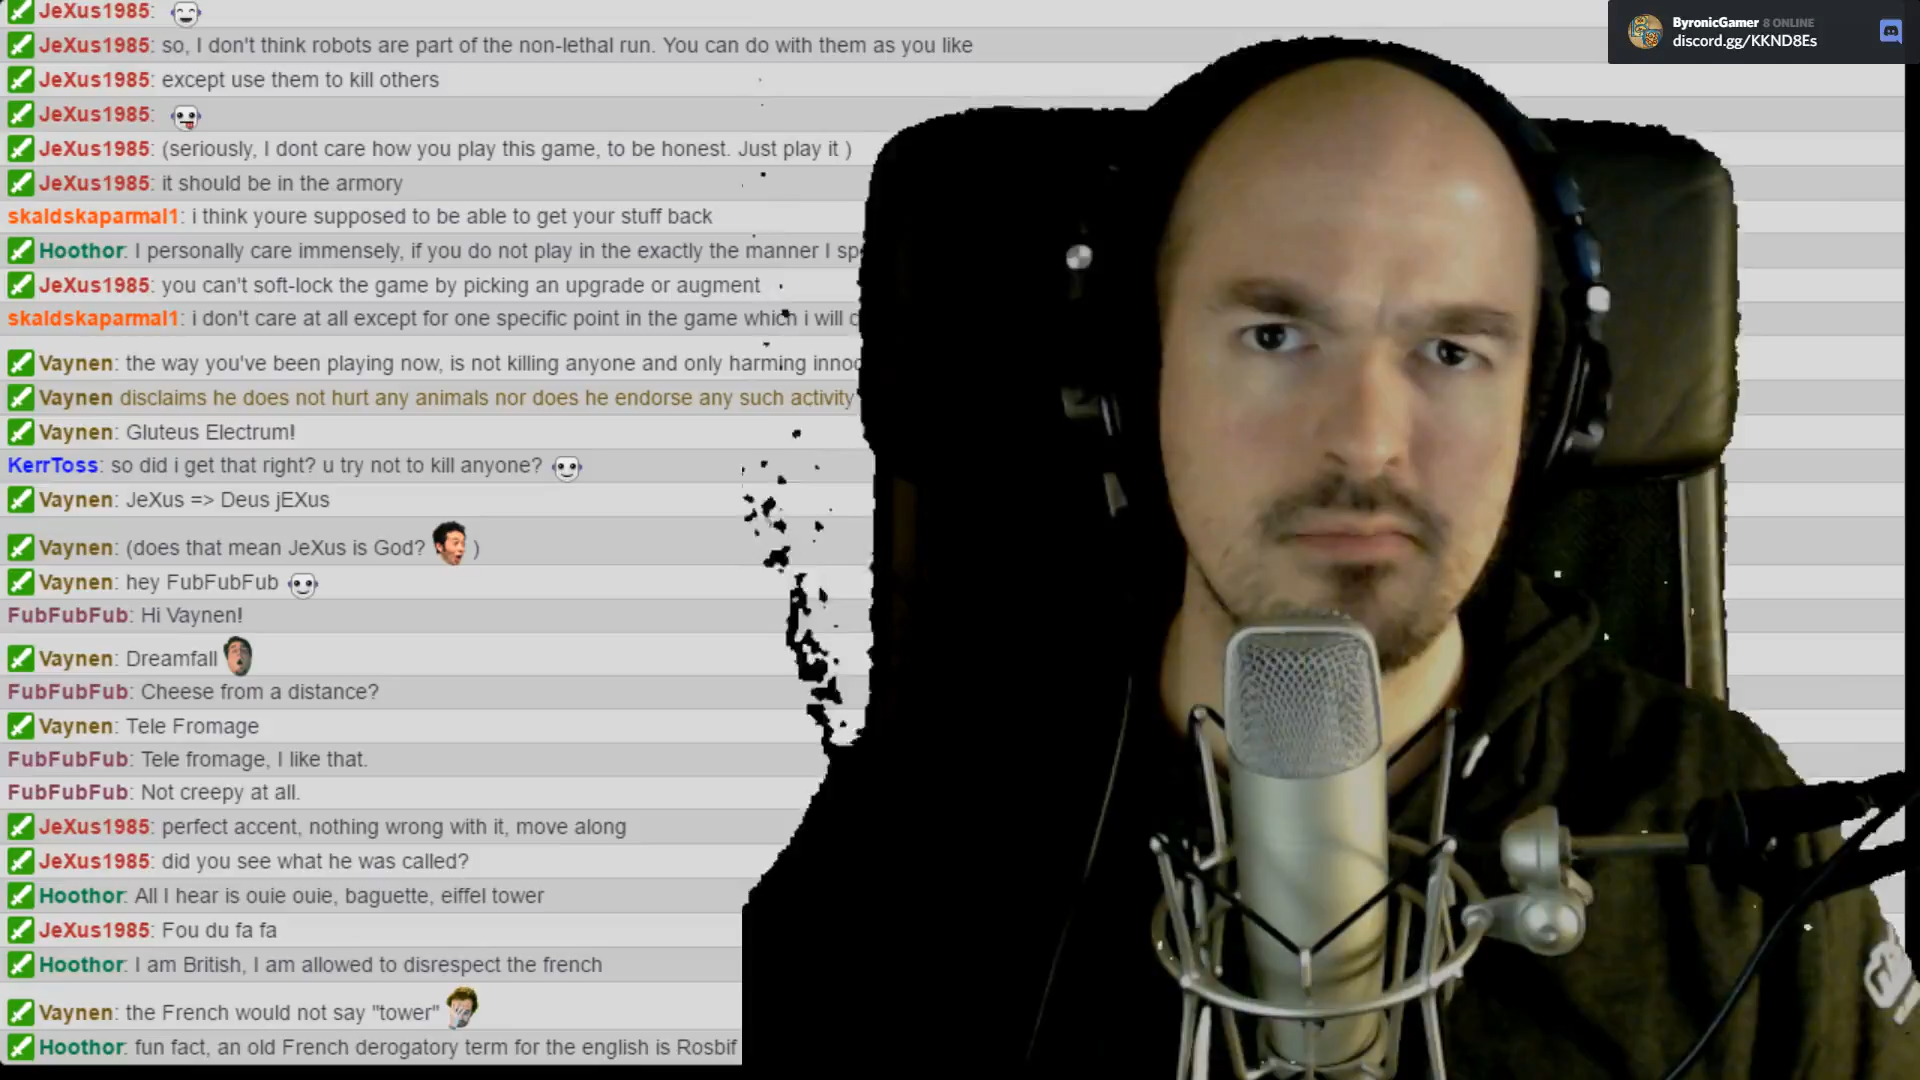 JeXus1985:
JeXus1985: so, I don't think robots are part of the non-lethal run. You can do with them as you like
JeXus1985: except use them to kill others
JeXus1985:
JeXus1985: (seriously, I dont care how you play this game, to be honest. Just play it )
JeXus1985: it should be in the armory
skaldskaparmal1: i think youre supposed to be able to get your stuff back
Hoothor: I personally care immensely, if you do not play in the exactly the manner I sp
JeXus1985: you can't soft-lock the game by picking an upgrade or augment
skaldskaparmal1: i don't care at all except for one specific point in the game which i will
Vaynen: the way you've been playing now, is not killing anyone and only harming
Vaynen disclaims he does not hurt any animals nor does he endorse any such activity
Vaynen: Gluteus Electrum!
KerrToss: so did i get that right? u try not to kill anyone?
Vaynen: JeXus => Deus jEXus
Vaynen: (does that mean JeXus is God? )
Vaynen: hey FubFubFub
FubFubFub: Hi Vaynen!
Vaynen: Dreamfall
FubFubFub: Cheese from a distance?
Vaynen: Tele Fromage
FubFubFub: Tele fromage, I like that.
FubFubFub: Not creepy at all.
JeXus1985: perfect accent, nothing wrong with it, move along
JeXus1985: did you see what he was called?
Hoothor: All I hear is ouie ouie, baguette, eiffel tower
JeXus1985: Fou du fa fa
Hoothor: I am British, I am allowed to disrespect the french
Vaynen: the French would not say "tower"
Hoothor: fun fact, an old French derogatory term for the english is Rosbif
ByronicGamer 8 ONLINE
discord.gg/KKND8Es